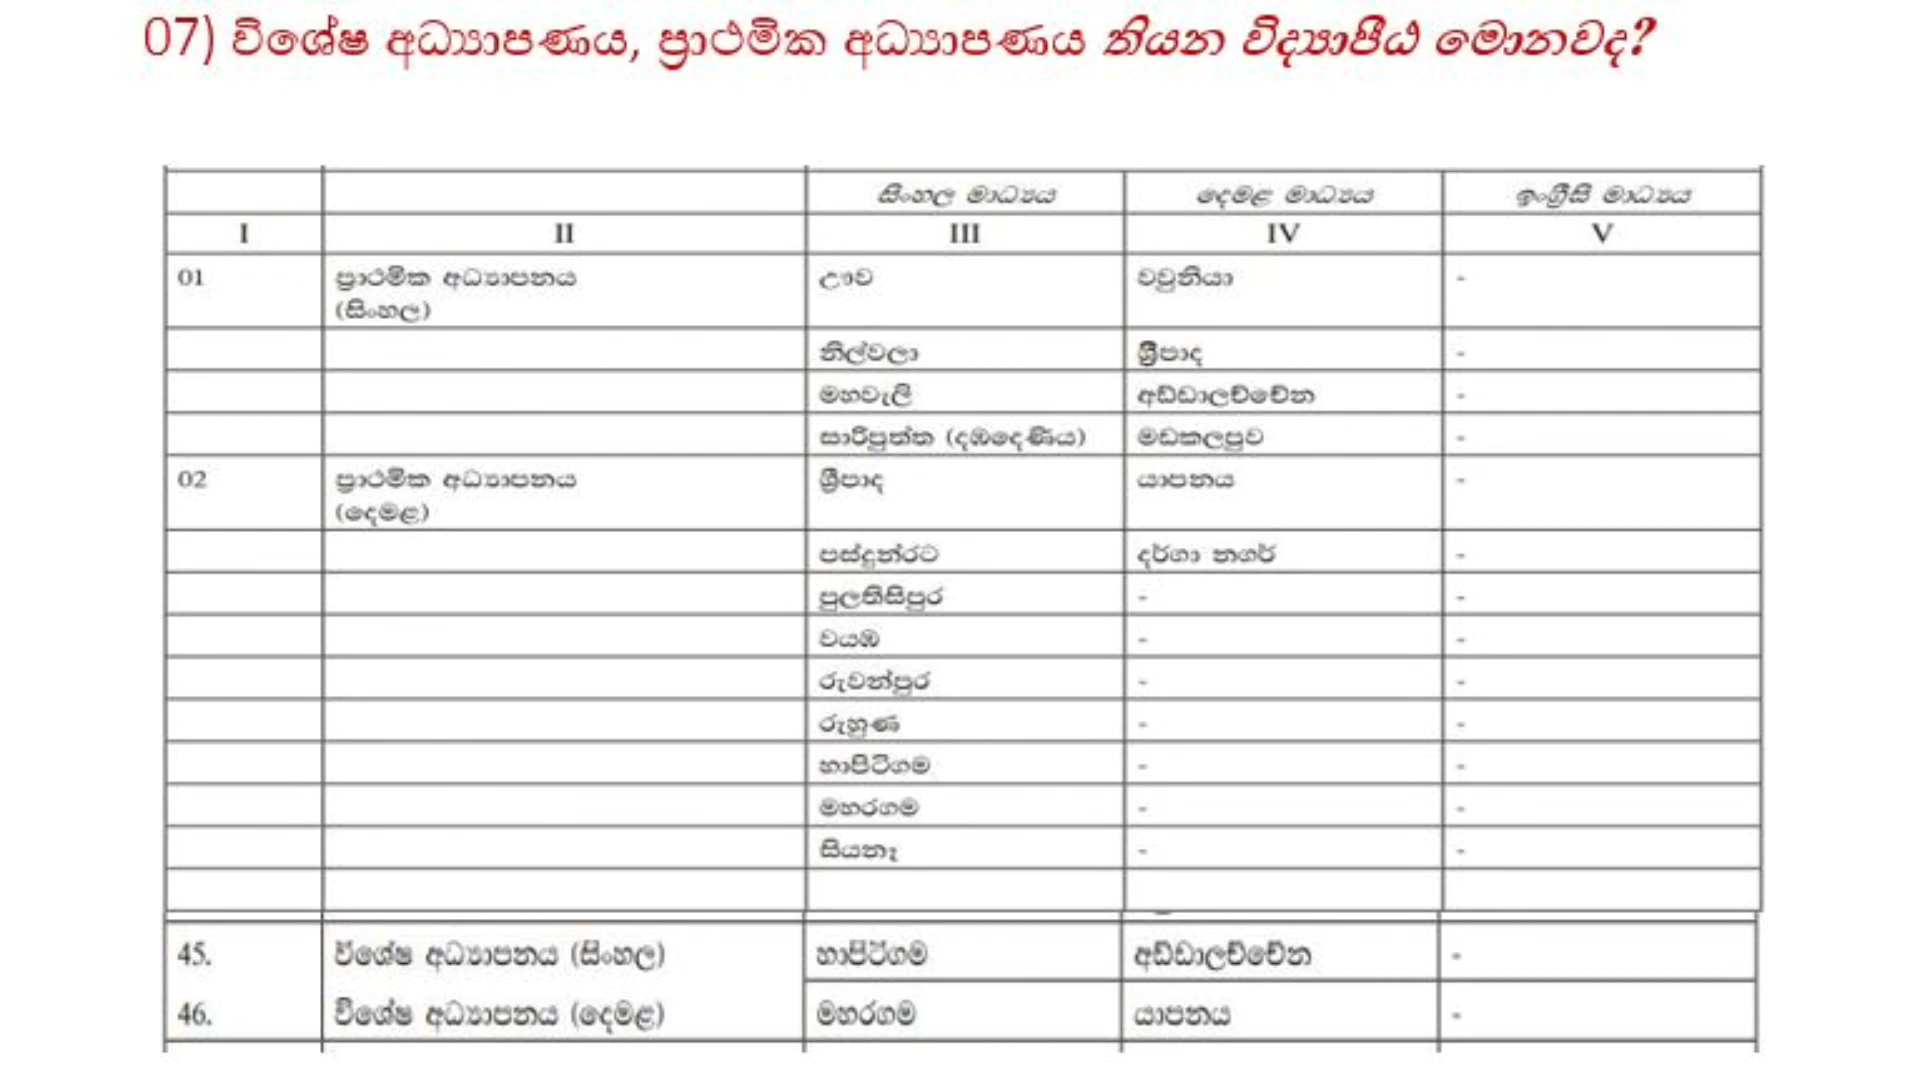 07) විශේෂ අධ්‍යාපණය, ප්‍රාථමික අධ්‍යාපණය තියන විද්‍යාපීඨ මොනවද?
සිංහල මාධ්‍යය දෙමළ මාධ්‍යය ඉංග්‍රීසි මාධ්‍යය
I II III IV V
01 ප්‍රාථමික අධ්‍යාපනය ඌව වවුනියා -
(සිංහල)
නිල්වලා ශ්‍රීපාද -
මහවැලි අඩ්ඩාලච්චේන -
සාරිපුත්ත (දඹදෙණිය) මඩකලපුව -
02 ප්‍රාථමික අධ්‍යාපනය ශ්‍රීපාද යාපනය -
(දෙමළ)
පස්දුන්රට දර්ගා නගර් -
පුලතිසිපුර - -
වයඹ - -
රුවන්පුර - -
රුහුණ - -
හාපිටිගම - -
මහරගම - -
සියනෑ - -
45. විශේෂ අධ්‍යාපනය (සිංහල) හාපිටිගම අඩ්ඩාලච්චේන -
46. විශේෂ අධ්‍යාපනය (දෙමළ) මහරගම යාපනය -